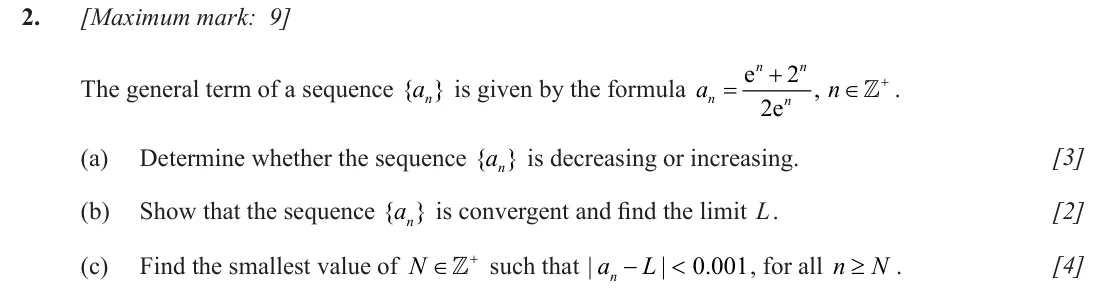 2. [Maximum mark: 9]
The general term of a sequence {aₙ} is given by the formula aₙ = (eⁿ + 2ⁿ)/(2eⁿ), n ∈ ℤ⁺.
(a) Determine whether the sequence {aₙ} is decreasing or increasing. [3]
(b) Show that the sequence {aₙ} is convergent and find the limit L. [2]
(c) Find the smallest value of N ∈ ℤ⁺ such that |aₙ − L| < 0.001, for all n ≥ N. [4]